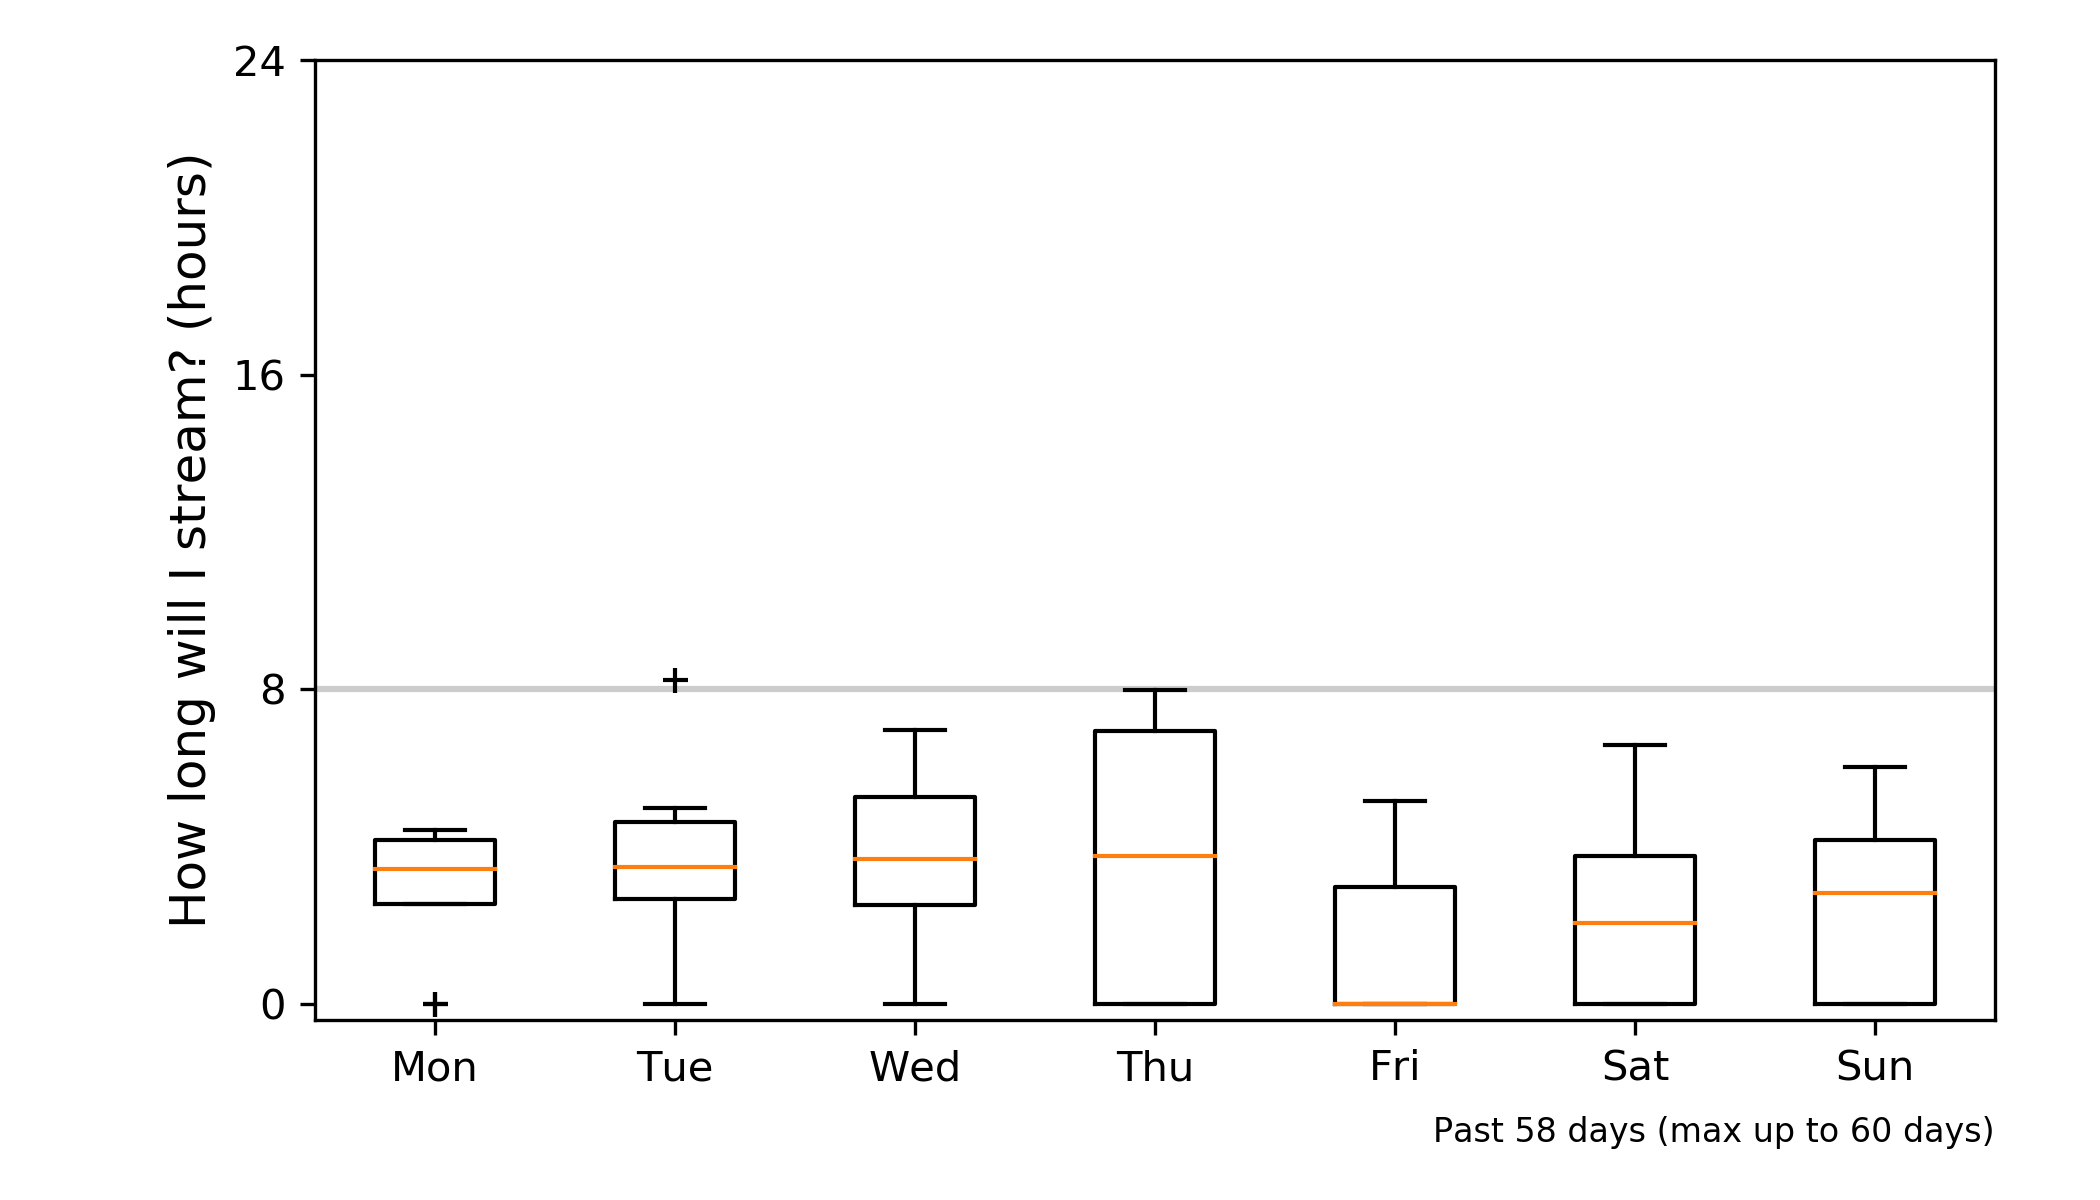 How long will I stream? (hours)
24
16
8
0
Mon Tue Wed Thu Fri Sat Sun
Past 58 days (max up to 60 days)